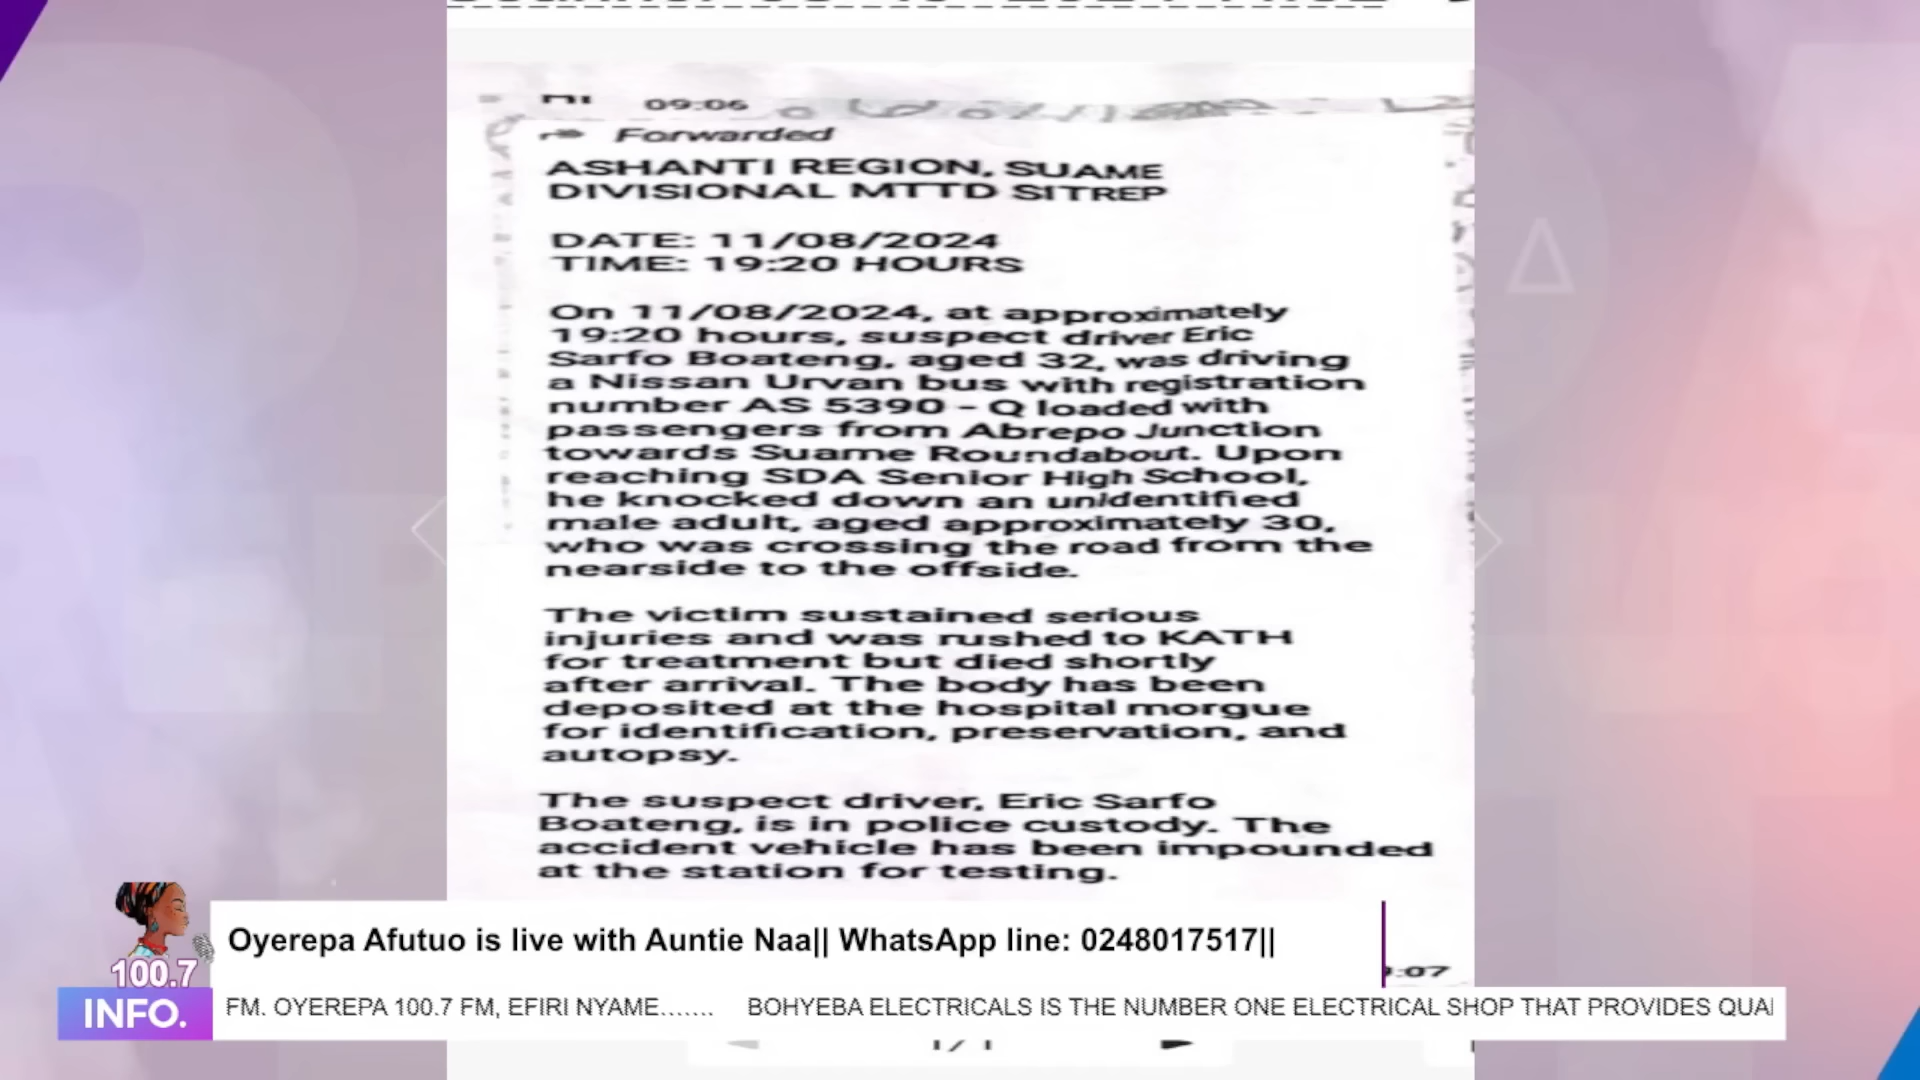 09:06
Forwarded
ASHANTI REGION, SUAME
DIVISIONAL MTTD SITREP
DATE: 11/08/2024
TIME: 19:20 HOURS
On 11/08/2024, at approximately
19:20 hours, suspect driver Eric
Sarfo Boateng, aged 32, was driving
a Nissan Urvan bus with registration
number AS 5390 - Q loaded with
passengers from Abrepo Junction
towards Suame Roundabout. Upon
reaching SDA Senior High School,
he knocked down an unidentified
male adult, aged approximately 30,
who was crossing the road from the
nearside to the offside.
The victim sustained serious
injuries and was rushed to KATH
for treatment but died shortly
after arrival. The body has been
deposited at the hospital morgue
for identification, preservation, and
autopsy.
The suspect driver, Eric Sarfo
Boateng, is in police custody. The
accident vehicle has been impounded
at the station for testing.
Oyerepa Afutuo is live with Auntie Naa|| WhatsApp line: 0248017517||
:07
100.7
INFO.
FM. OYEREPA 100.7 FM, EFIRI NYAME....... BOHYEBA ELECTRICALS IS THE NUMBER ONE ELECTRICAL SHOP THAT PROVIDES QUA
1/1